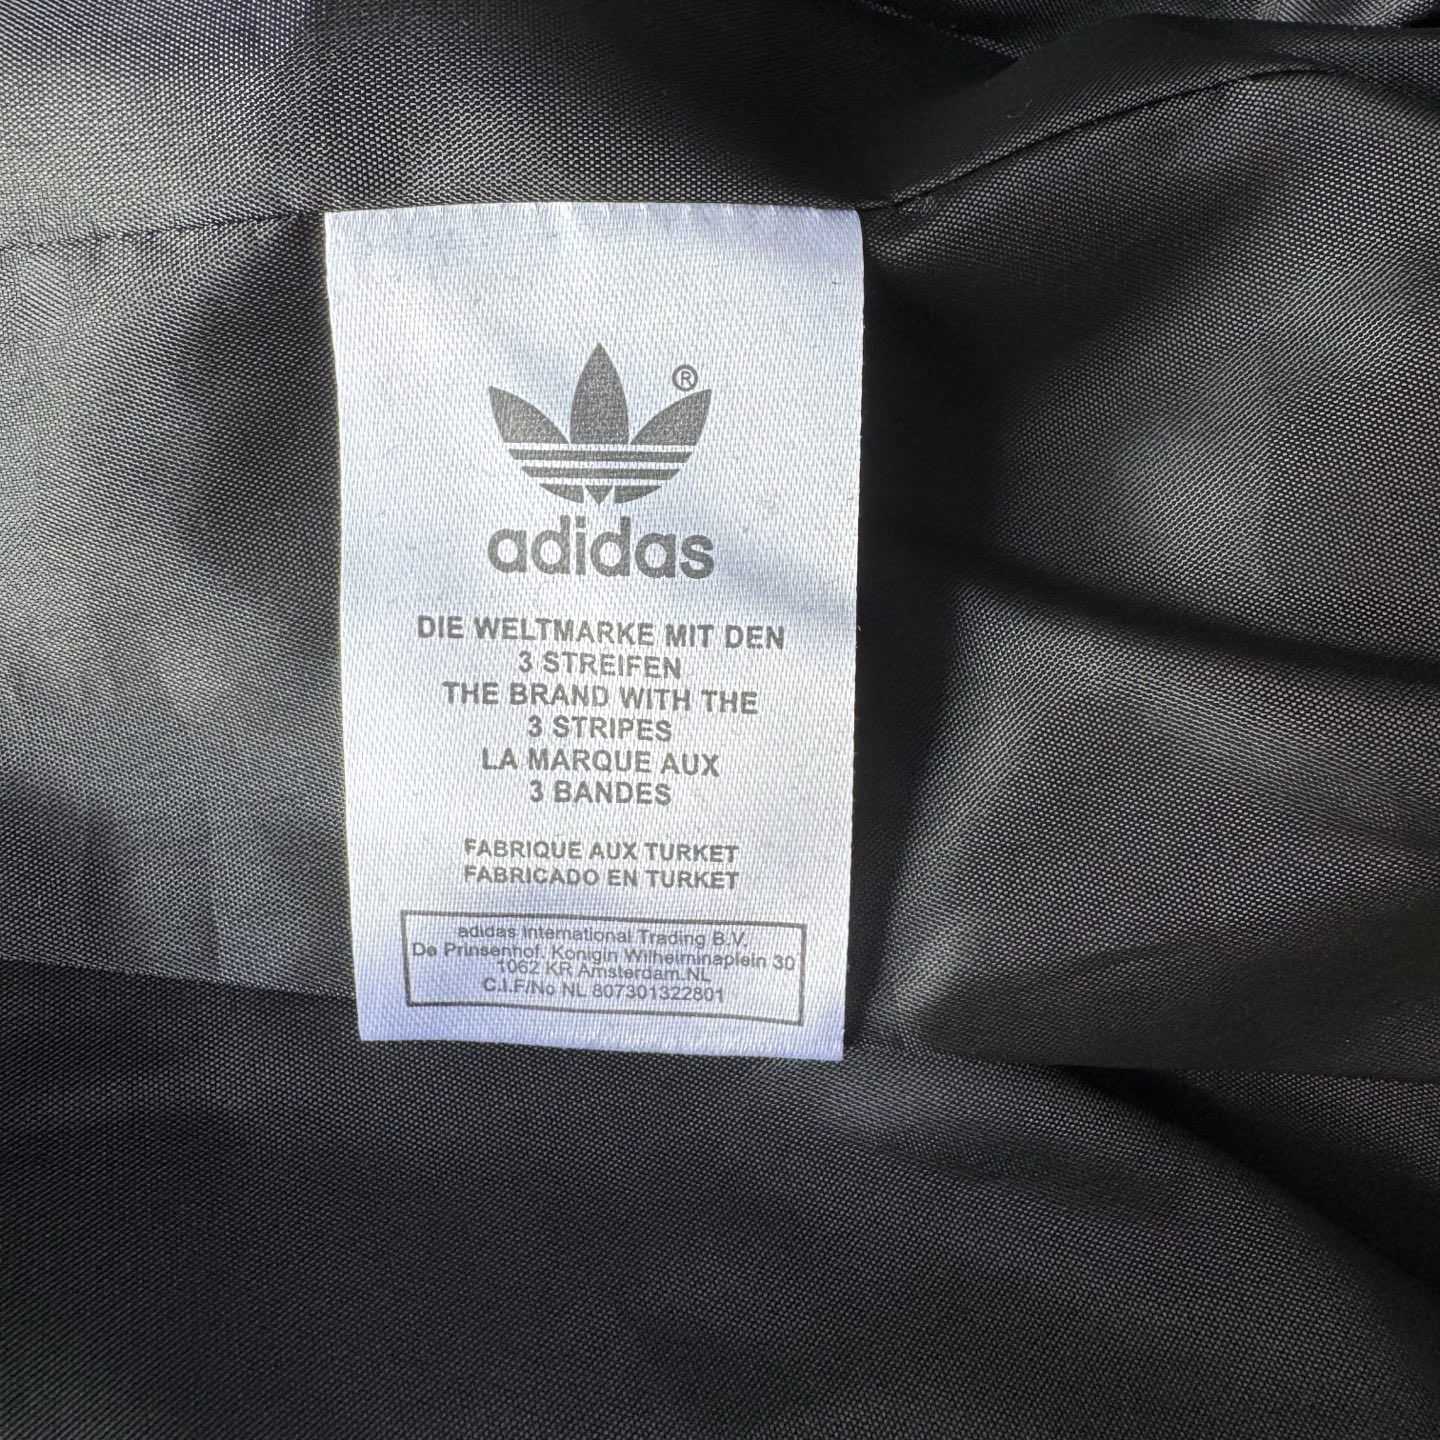 ®
adidas
DIE WELTMARKE MIT DEN
3 STREIFEN
THE BRAND WITH THE
3 STRIPES
LA MARQUE AUX
3 BANDES
FABRIQUE AUX TURKET
FABRICADO EN TURKET
adidas International Trading B.V.
De Prinsenhof. Konigin Wilhelminaplein 30
1062 KR Amsterdam.NL
C.I.F/No NL 807301322801